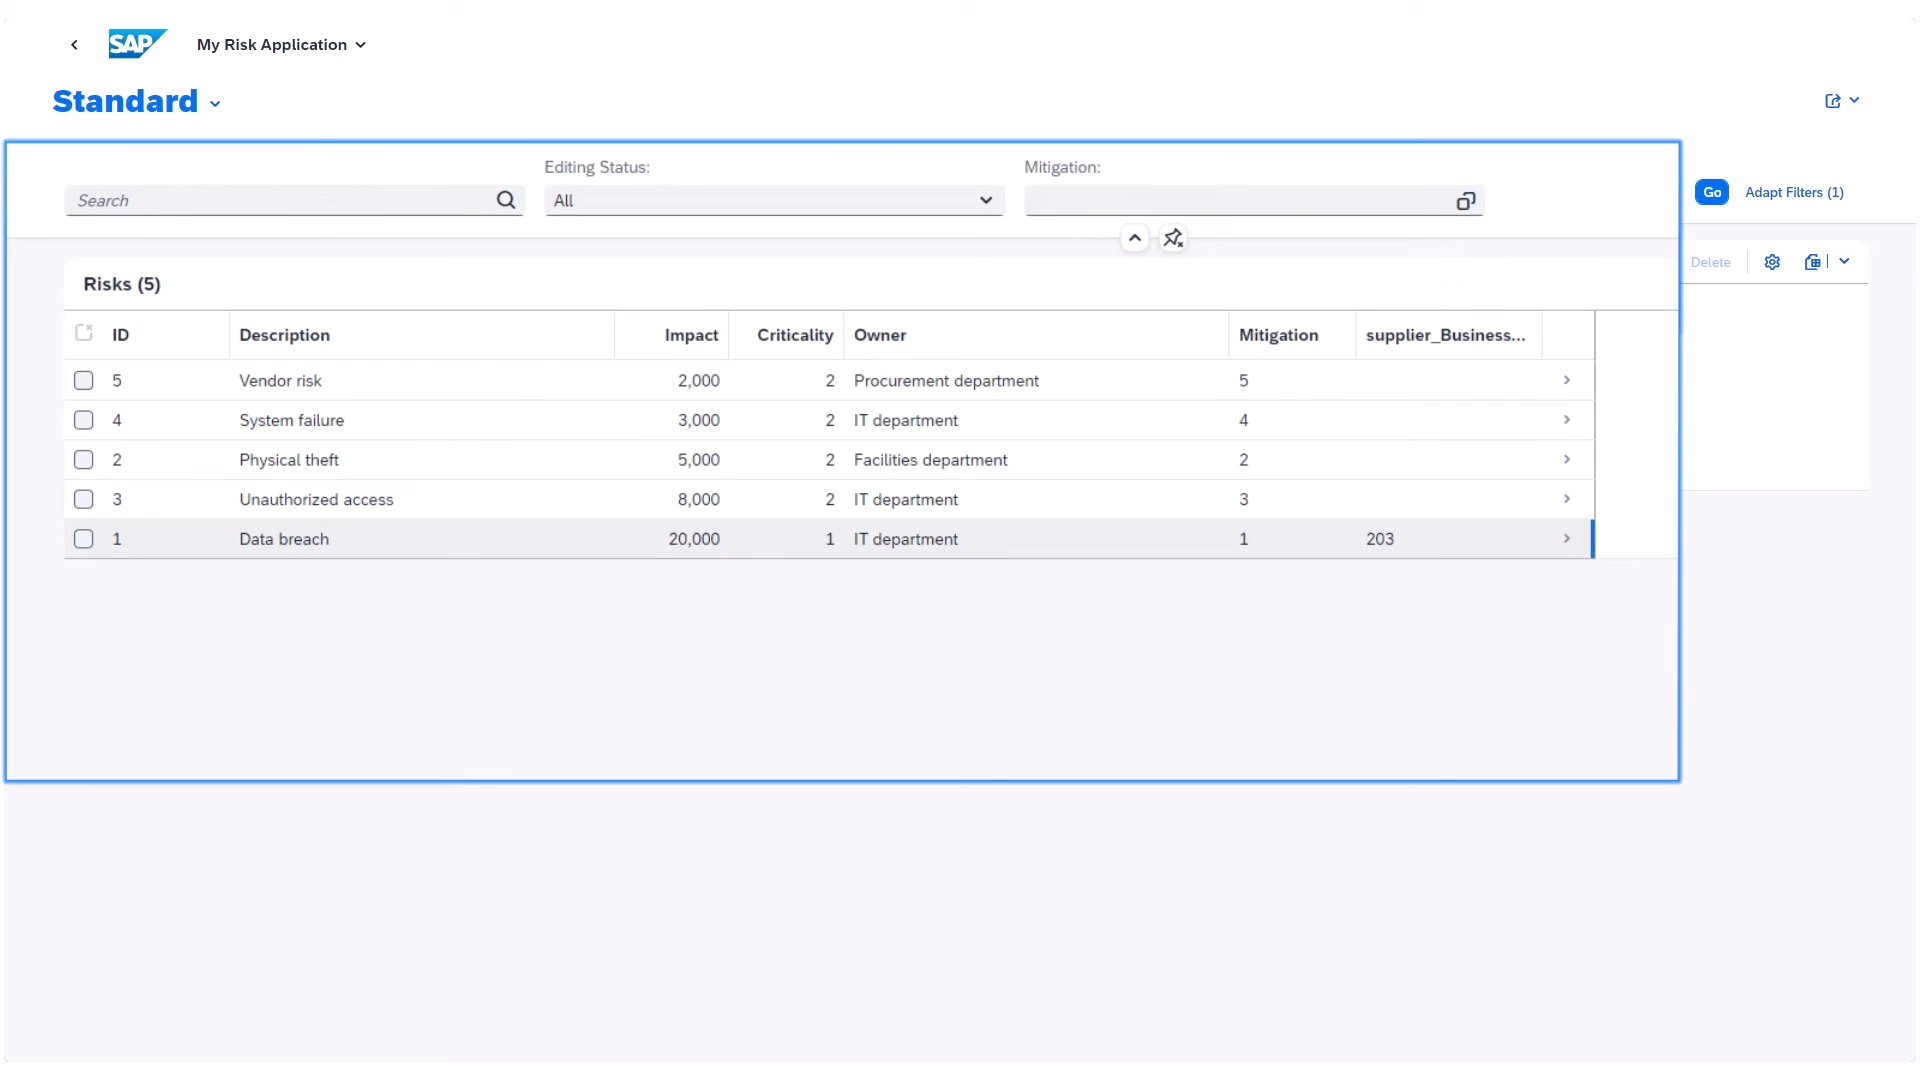 SAP My Risk Application
Standard
Editing Status:
Mitigation:
Search
All
Go Adapt Filters (1)
Delete
Risks (5)
ID Description Impact Criticality Owner Mitigation supplier_Business...
5 Vendor risk 2,000 2 Procurement department 5
4 System failure 3,000 2 IT department 4
2 Physical theft 5,000 2 Facilities department 2
3 Unauthorized access 8,000 2 IT department 3
1 Data breach 20,000 1 IT department 1 203